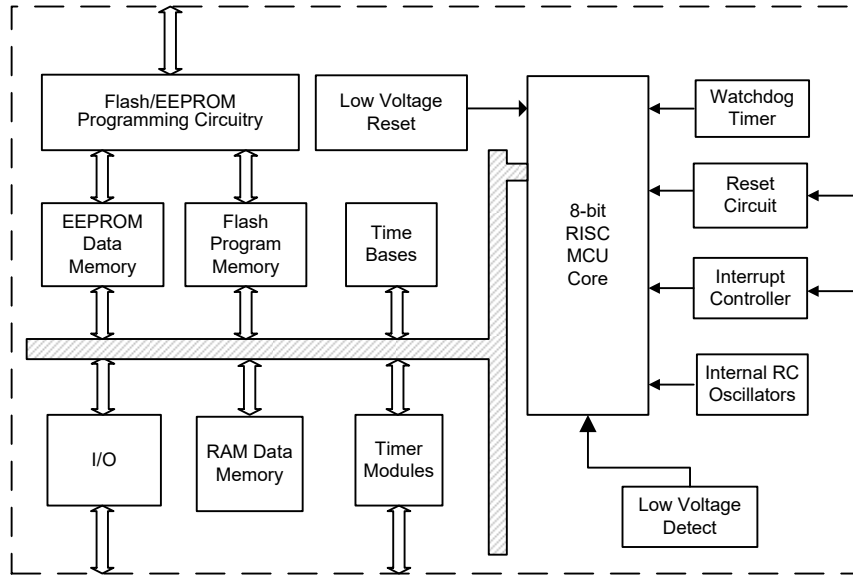 Flash/EEPROM
Programming Circuitry
Low Voltage
Reset
Watchdog
Timer
Reset
Circuit
8-bit
RISC
MCU
Core
EEPROM
Data
Memory
Flash
Program
Memory
Time
Bases
Interrupt
Controller
Internal RC
Oscillators
I/O
RAM Data
Memory
Timer
Modules
Low Voltage
Detect